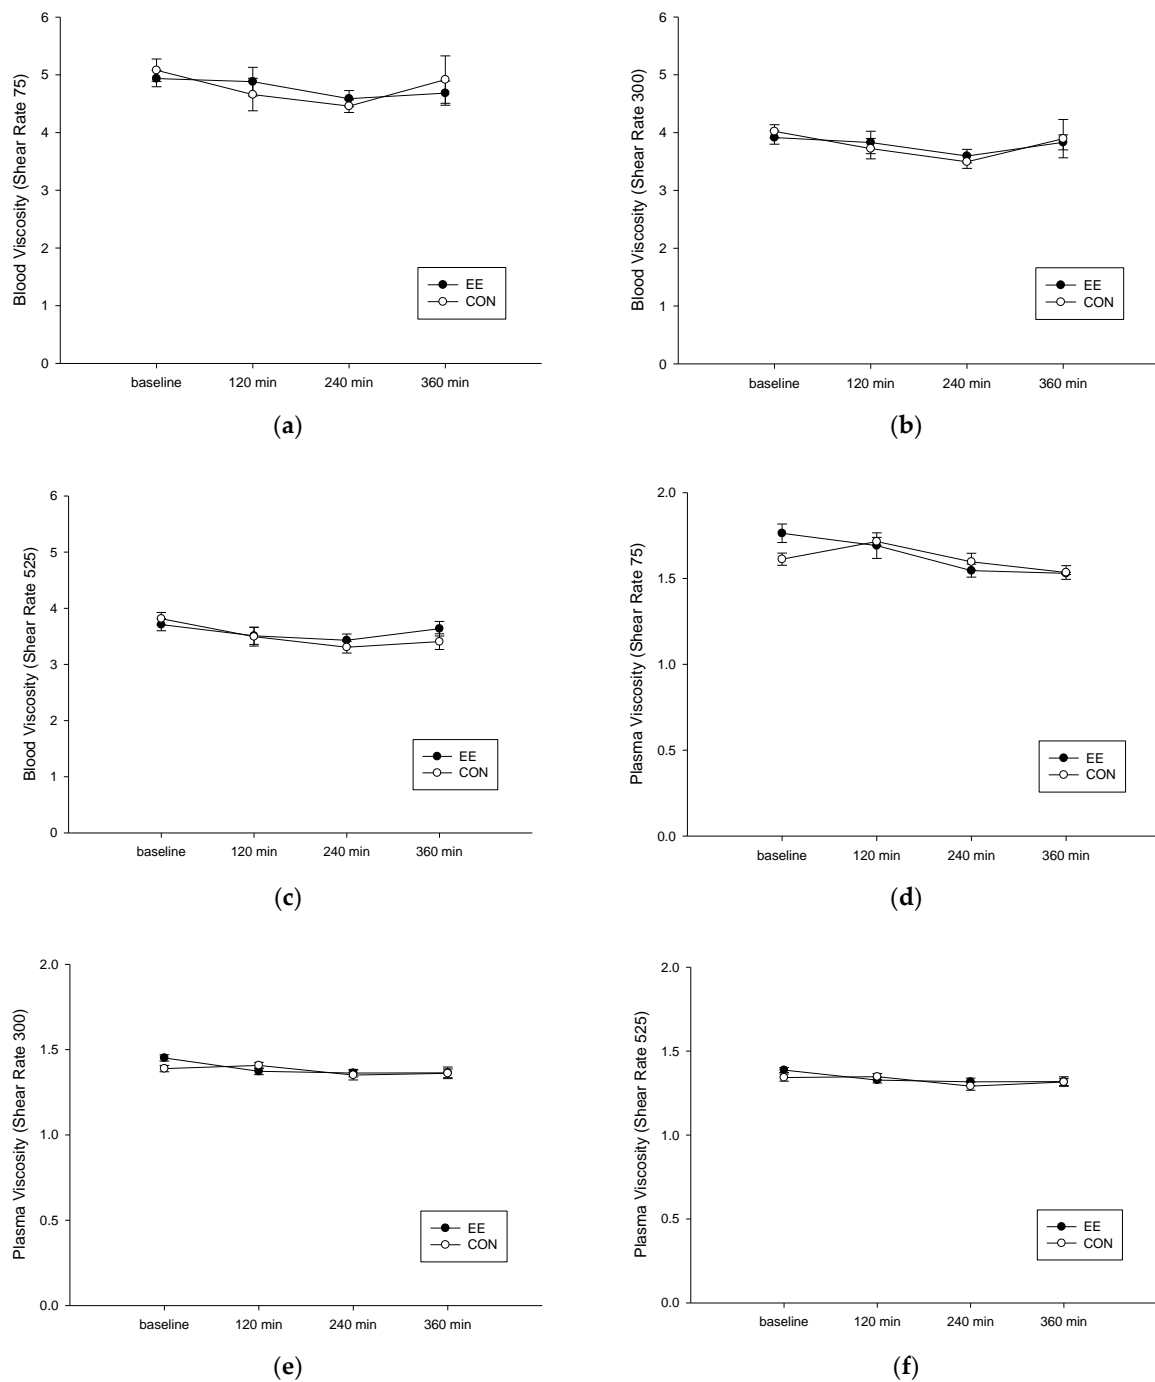 Blood Viscosity (Shear Rate 75)
6
5
4
3
2
1
0
EE
CON
baseline 120 min 240 min 360 min
(a)
Blood Viscosity (Shear Rate 300)
6
5
4
3
2
1
0
EE
CON
baseline 120 min 240 min 360 min
(b)
Blood Viscosity (Shear Rate 525)
6
5
4
3
2
1
0
EE
CON
baseline 120 min 240 min 360 min
(c)
Plasma Viscosity (Shear Rate 75)
2.0
1.5
1.0
0.5
0.0
EE
CON
baseline 120 min 240 min 360 min
(d)
Plasma Viscosity (Shear Rate 300)
2.0
1.5
1.0
0.5
0.0
EE
CON
baseline 120 min 240 min 360 min
(e)
Plasma Viscosity (Shear Rate 525)
2.0
1.5
1.0
0.5
0.0
EE
CON
baseline 120 min 240 min 360 min
(f)